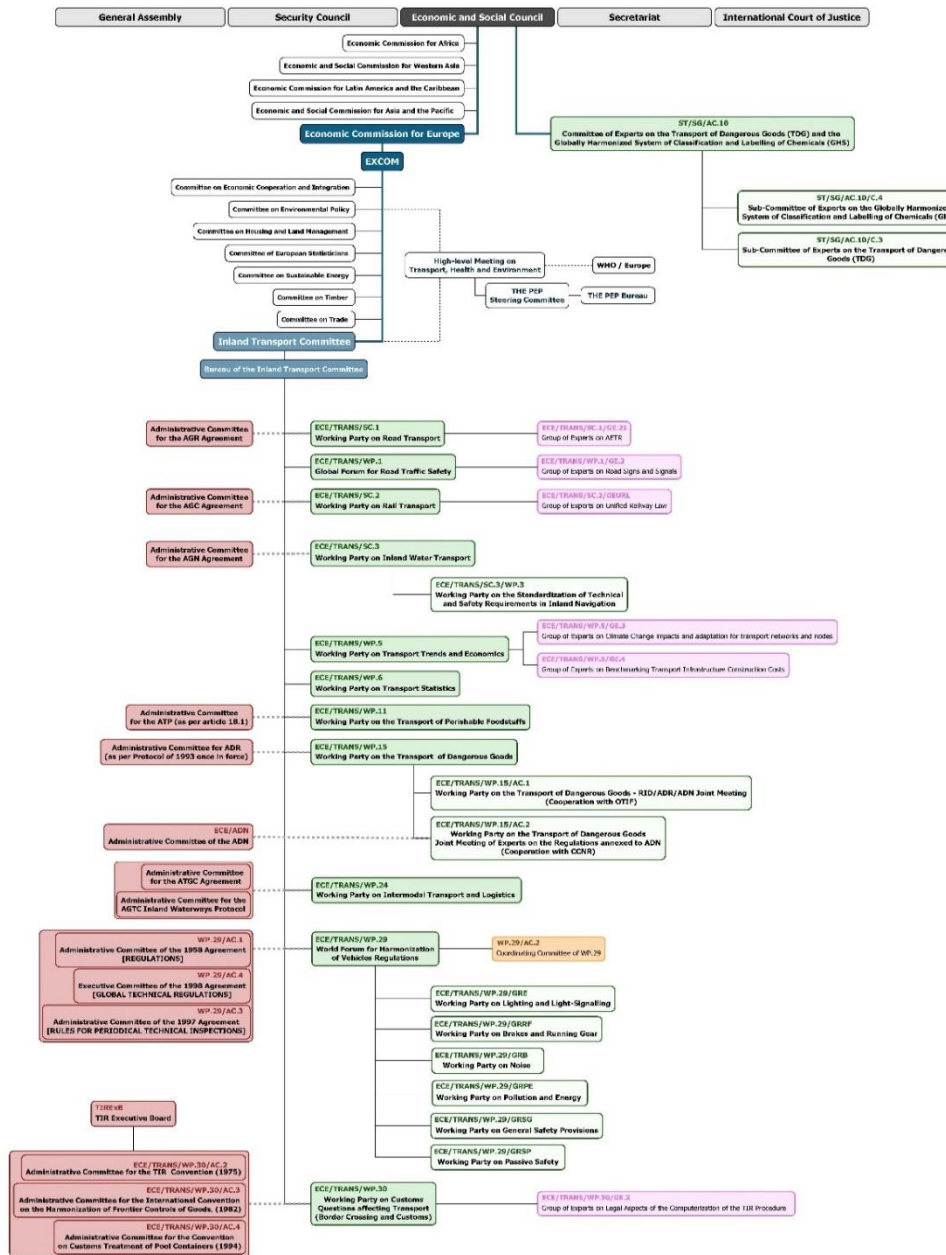 General Assembly
Security Council
Economic and Social Council
Secretariat
International Court of Justice
Economic Commission for Africa
Economic and Social Commission for Western Asia
Economic Commission for Latin America and the Caribbean
Economic and Social Commission for Asia and the Pacific
Economic Commission for Europe
EXCOM
ST/SG/AC.10
Committee of Experts on the Transport of Dangerous Goods (TDG) and the
Globally Harmonized System of Classification and Labelling of Chemicals (GHS)
ST/SG/AC.10/C.4
Sub-Committee of Experts on the Globally Harmonize
System of Classification and Labelling of Chemicals (GH
ST/SG/AC.10/C.3
Sub-Committee of Experts on the Transport of Dangero
Goods (TDG)
Committee on Economic Cooperation and Integration
Committee on Environmental Policy
Committee on Housing and Land Management
Committee of European Statisticians
Committee on Sustainable Energy
Committee on Timber
Committee on Trade
High-level Meeting on
Transport, Health and Environment
WHO / Europe
THE PEP
Steering Committee
THE PEP Bureau
Inland Transport Committee
Bureau of the Inland Transport Committee
Administrative Committee
for the AGR Agreement
ECE/TRANS/SC.1
Working Party on Road Transport
ECE/TRANS/SC.1/GE.21
Group of Experts on AETR
ECE/TRANS/WP.1
Global Forum for Road Traffic Safety
ECE/TRANS/WP.1/GE.2
Group of Experts on Road Signs and Signals
Administrative Committee
for the AGC Agreement
ECE/TRANS/SC.2
Working Party on Rail Transport
ECE/TRANS/SC.2/GEURL
Group of Experts on Unified Railway Law
Administrative Committee
for the AGN Agreement
ECE/TRANS/SC.3
Working Party on Inland Water Transport
ECE/TRANS/SC.3/WP.3
Working Party on the Standardization of Technical
and Safety Requirements in Inland Navigation
ECE/TRANS/WP.5
Working Party on Transport Trends and Economics
ECE/TRANS/WP.5/GE.3
Group of Experts on Climate Change impacts and adaptation for transport networks and nodes
ECE/TRANS/WP.5/GE.4
Group of Experts on Benchmarking Transport Infrastructure Construction Costs
ECE/TRANS/WP.6
Working Party on Transport Statistics
Administrative Committee
for the ATP (as per article 18.1)
ECE/TRANS/WP.11
Working Party on the Transport of Perishable Foodstuffs
Administrative Committee for ADR
(as per Protocol of 1993 once in force)
ECE/TRANS/WP.15
Working Party on the Transport of Dangerous Goods
ECE/TRANS/WP.15/AC.1
Working Party on the Transport of Dangerous Goods - RID/ADR/ADN Joint Meeting
(Cooperation with OTIF)
ECE/ADN
Administrative Committee of the ADN
ECE/TRANS/WP.15/AC.2
Working Party on the Transport of Dangerous Goods
Joint Meeting of Experts on the Regulations annexed to ADN
(Cooperation with CCNR)
Administrative Committee
for the ATGC Agreement
Administrative Committee for the
AGTC Inland Waterways Protocol
ECE/TRANS/WP.24
Working Party on Intermodal Transport and Logistics
WP.29/AC.1
Administrative Committee of the 1958 Agreement
[REGULATIONS]
WP.29/AC.4
Executive Committee of the 1998 Agreement
[GLOBAL TECHNICAL REGULATIONS]
WP.29/AC.3
Administrative Committee of the 1997 Agreement
[RULES FOR PERIODICAL TECHNICAL INSPECTIONS]
ECE/TRANS/WP.29
World Forum for Harmonization
of Vehicles Regulations
WP.29/AC.2
Coordinating Committee of WP.29
ECE/TRANS/WP.29/GRE
Working Party on Lighting and Light-Signalling
ECE/TRANS/WP.29/GRRF
Working Party on Brakes and Running Gear
ECE/TRANS/WP.29/GRB
Working Party on Noise
ECE/TRANS/WP.29/GRPE
Working Party on Pollution and Energy
ECE/TRANS/WP.29/GRSG
Working Party on General Safety Provisions
ECE/TRANS/WP.29/GRSP
Working Party on Passive Safety
TIRExB
TIR Executive Board
ECE/TRANS/WP.30/AC.2
Administrative Committee for the TIR Convention (1975)
ECE/TRANS/WP.30/AC.3
Administrative Committee for the International Convention
on the Harmonization of Frontier Controls of Goods, (1982)
ECE/TRANS/WP.30/AC.4
Administrative Committee for the Convention
on Customs Treatment of Pool Containers (1994)
ECE/TRANS/WP.30
Working Party on Customs
Questions affecting Transport
(Border Crossing and Customs)
ECE/TRANS/WP.30/GE.2
Group of Experts on Legal Aspects of the Computerization of the TIR Procedure